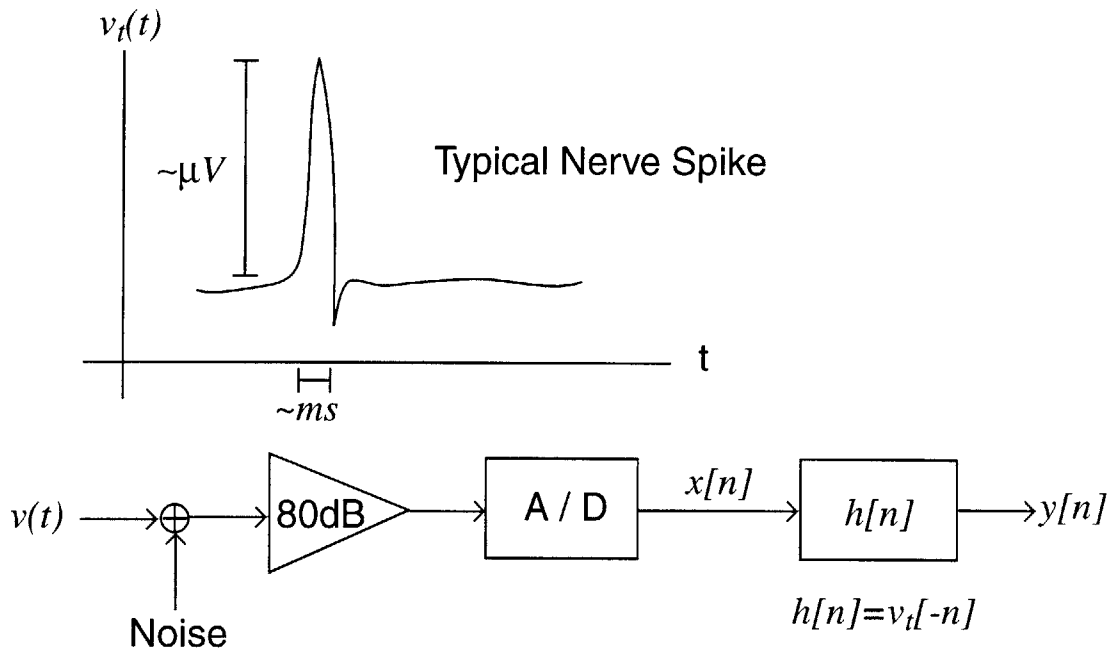 v_t(t)
~μV
Typical Nerve Spike
t
~ms
v(t)
80dB
A / D
x[n]
h[n]
y[n]
Noise
h[n]=v_t[-n]